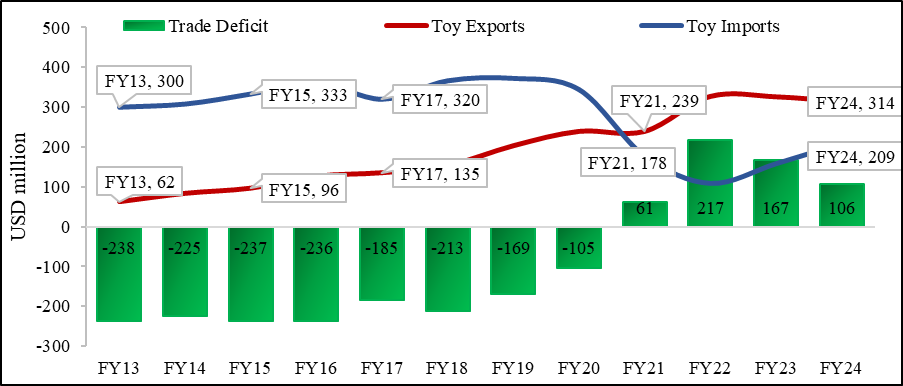 Trade Deficit Toy Exports Toy Imports
USD million
500
400
300
200
100
0
-100
-200
-300
FY13, 300
FY15, 333
FY17, 320
FY21, 239
FY24, 314
FY13, 62
FY15, 96
FY17, 135
FY21, 178
FY24, 209
-238 -225 -237 -236 -185 -213 -169 -105 61 217 167 106
FY13 FY14 FY15 FY16 FY17 FY18 FY19 FY20 FY21 FY22 FY23 FY24